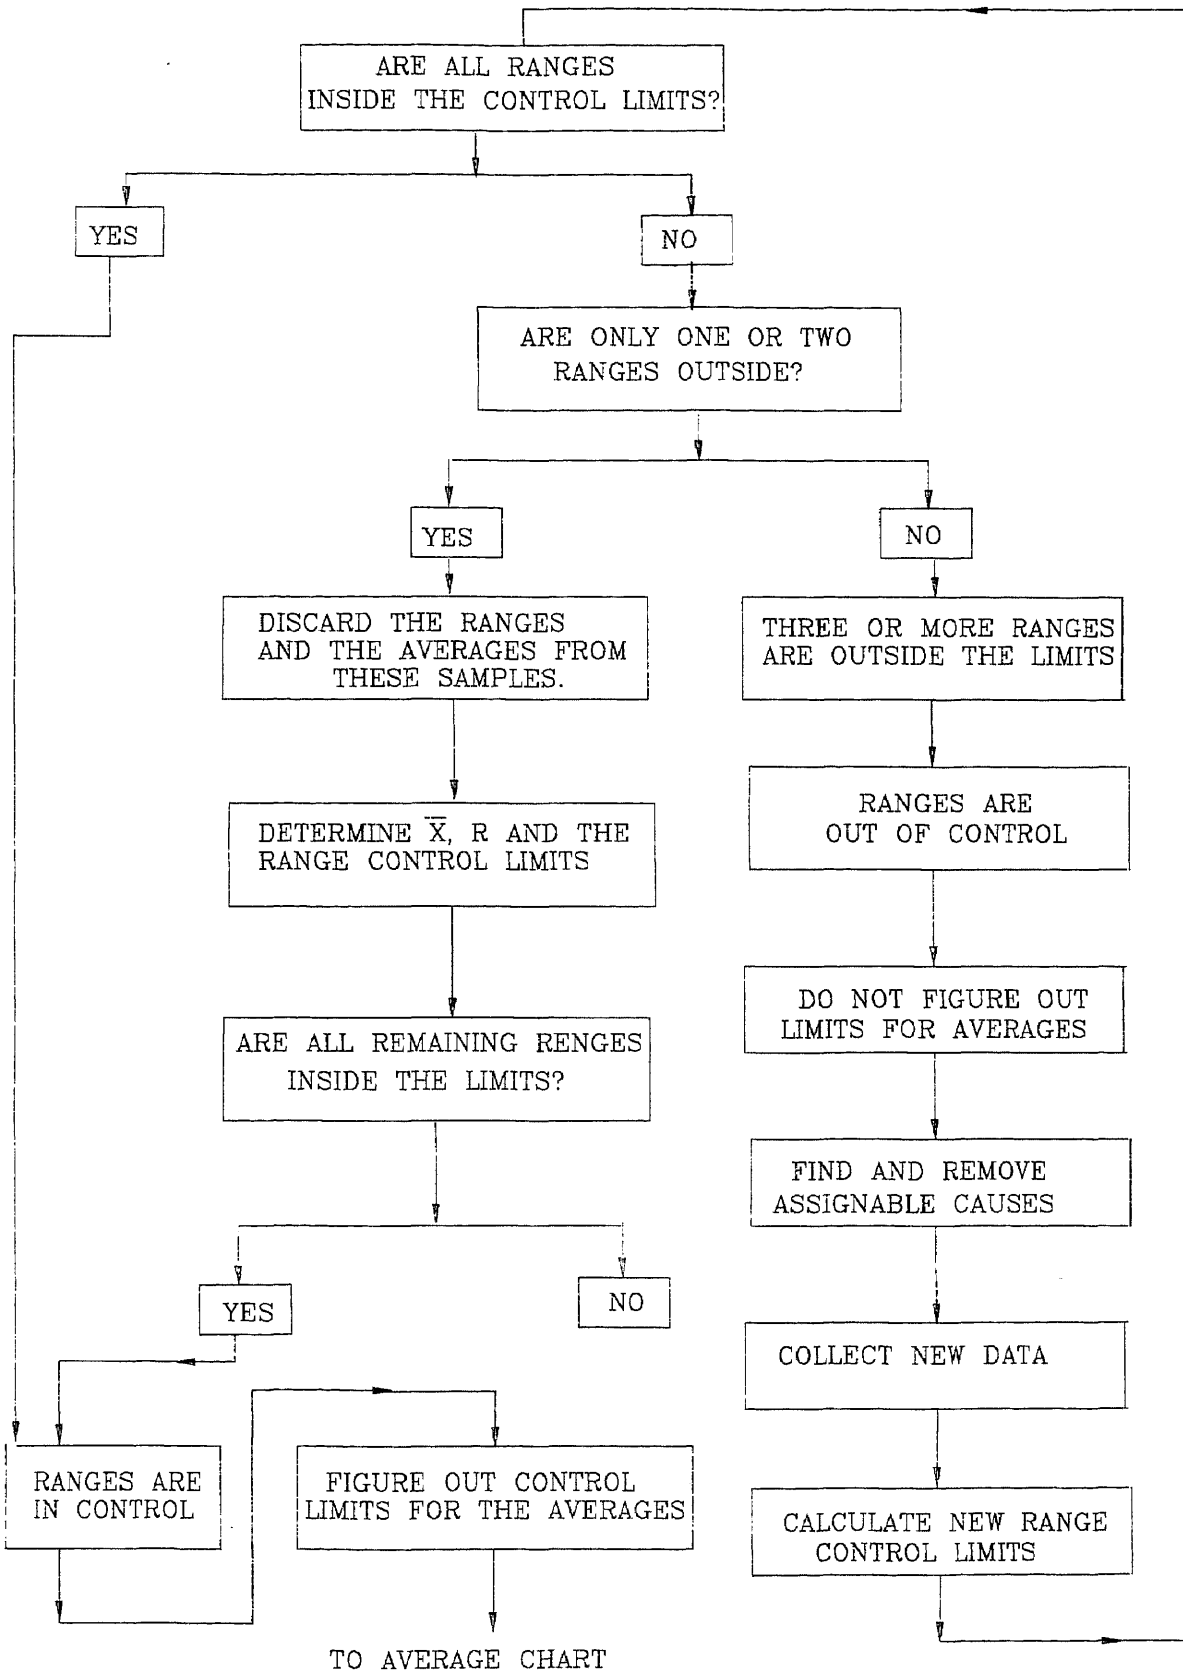 ARE ALL RANGES
INSIDE THE CONTROL LIMITS?
YES
NO
ARE ONLY ONE OR TWO
RANGES OUTSIDE?
YES
NO
DISCARD THE RANGES
AND THE AVERAGES FROM
THESE SAMPLES.
THREE OR MORE RANGES
ARE OUTSIDE THE LIMITS
DETERMINE X̅, R AND THE
RANGE CONTROL LIMITS
RANGES ARE
OUT OF CONTROL
DO NOT FIGURE OUT
LIMITS FOR AVERAGES
ARE ALL REMAINING RENGES
INSIDE THE LIMITS?
FIND AND REMOVE
ASSIGNABLE CAUSES
YES
NO
COLLECT NEW DATA
RANGES ARE
IN CONTROL
FIGURE OUT CONTROL
LIMITS FOR THE AVERAGES
CALCULATE NEW RANGE
CONTROL LIMITS
TO AVERAGE CHART